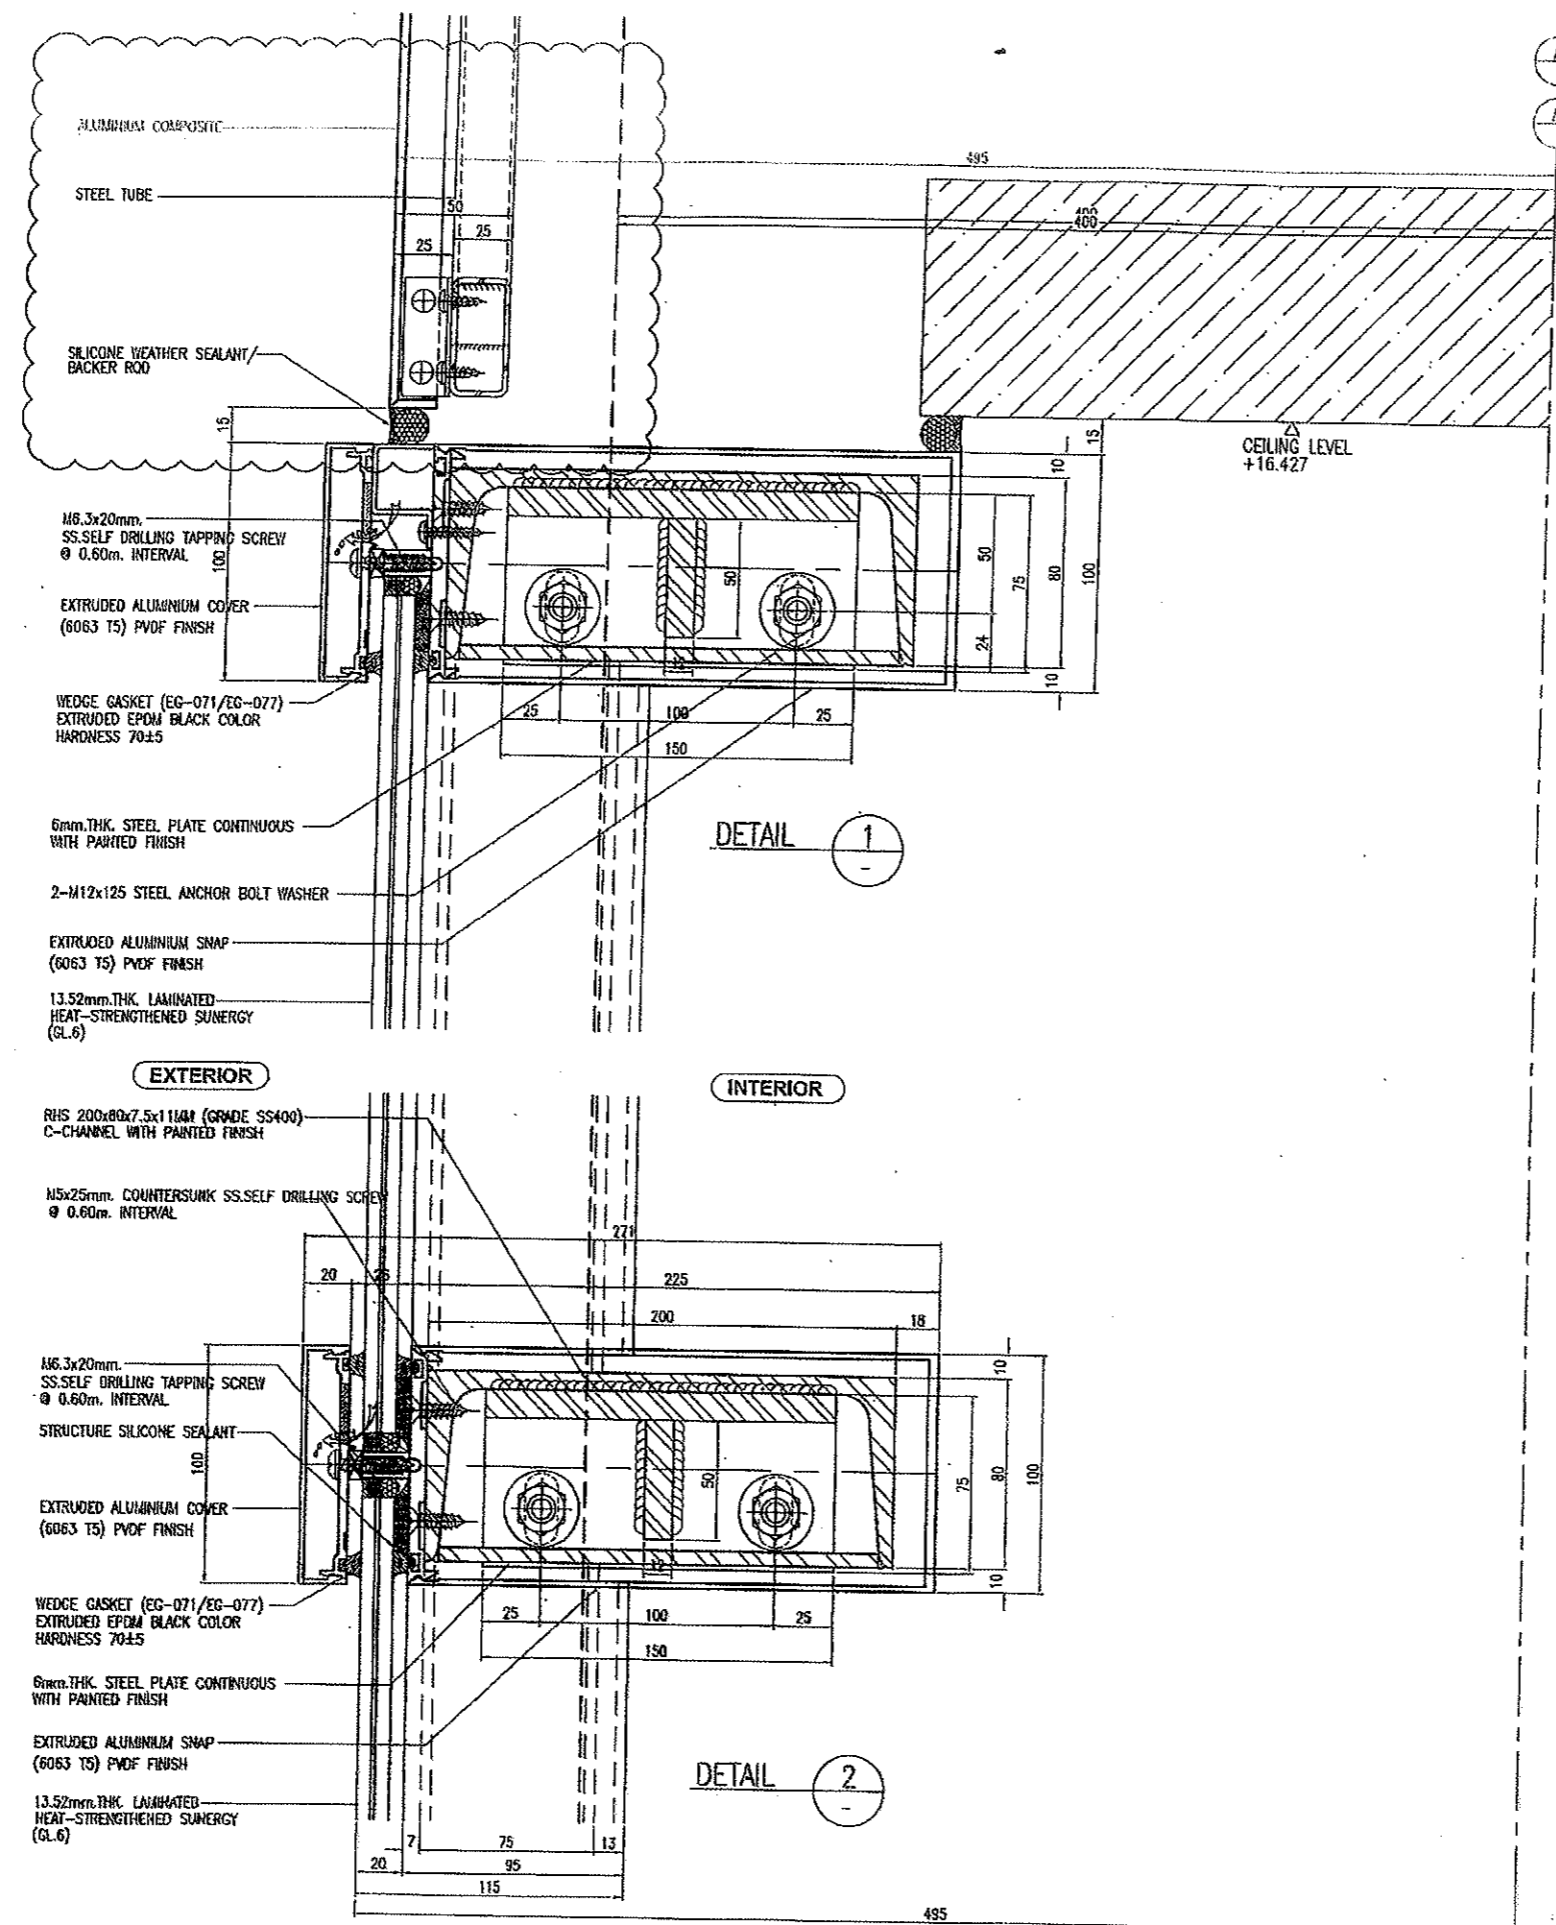 ALUMINIUM COMPOSITE
495
STEEL TUBE
50
25
25
400
SILICONE WEATHER SEALANT/
BACKER ROD
15
15
CEILING LEVEL
+16.427
10
M6.3x20mm.
SS.SELF DRILLING TAPPING SCREW
@ 0.60m. INTERVAL
100
50
50
75
80
100
EXTRUDED ALUMINIUM COVER
(6063 T5) PVDF FINISH
24
12
10
WEDGE GASKET (EG-071/EG-077)
EXTRUDED EPDM BLACK COLOR
HARDNESS 70±5
25
100
25
150
6mm.THK. STEEL PLATE CONTINUOUS
WITH PAINTED FINISH
DETAIL
1
-
2-M12x125 STEEL ANCHOR BOLT WASHER
EXTRUDED ALUMINIUM SNAP
(6063 T5) PVDF FINISH
13.52mm.THK. LAMINATED
HEAT-STRENGTHENED SUNERGY
(GL.6)
EXTERIOR
INTERIOR
RHS 200x80x7.5x11MM (GRADE SS400)
C-CHANNEL WITH PAINTED FINISH
M5x25mm. COUNTERSUNK SS.SELF DRILLING SCREW
@ 0.60m. INTERVAL
271
20
225
200
18
10
M6.3x20mm.
SS.SELF DRILLING TAPPING SCREW
@ 0.60m. INTERVAL
STRUCTURE SILICONE SEALANT
100
50
75
80
100
EXTRUDED ALUMINIUM COVER
(6063 T5) PVDF FINISH
12
10
WEDGE GASKET (EG-071/EG-077)
EXTRUDED EPDM BLACK COLOR
HARDNESS 70±5
25
100
25
150
6mm.THK. STEEL PLATE CONTINUOUS
WITH PAINTED FINISH
EXTRUDED ALUMINIUM SNAP
(6063 T5) PVDF FINISH
DETAIL
2
-
13.52mm.THK. LAMINATED
HEAT-STRENGTHENED SUNERGY
(GL.6)
7
75
13
20
95
115
495